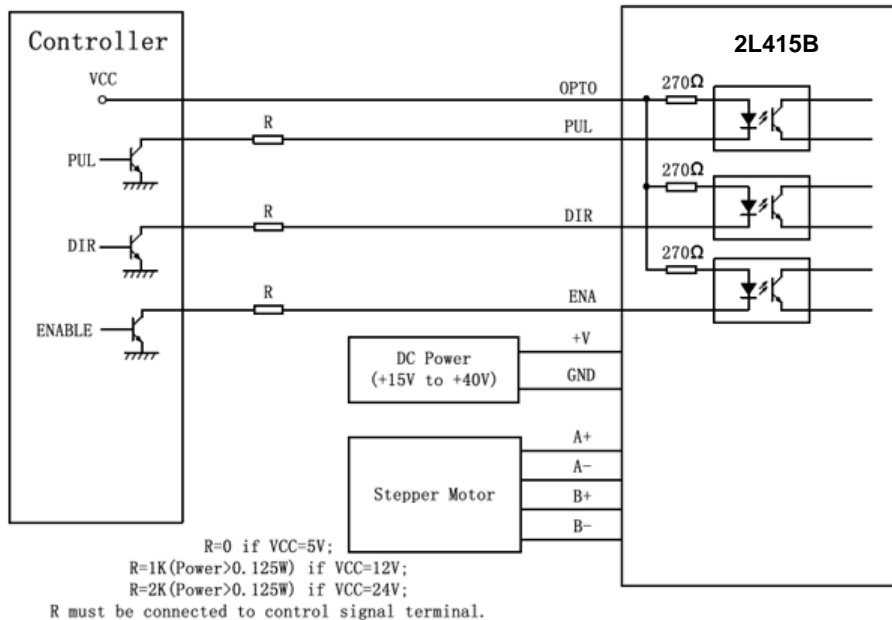 Controller
2L415B
VCC
OPTO
270Ω
R
PUL
PUL
270Ω
R
DIR
DIR
270Ω
R
ENA
ENABLE
+V
DC Power
(+15V to +40V)
GND
A+
A-
Stepper Motor
B+
B-
R=0 if VCC=5V;
R=1K(Power>0.125W) if VCC=12V;
R=2K(Power>0.125W) if VCC=24V;
R must be connected to control signal terminal.